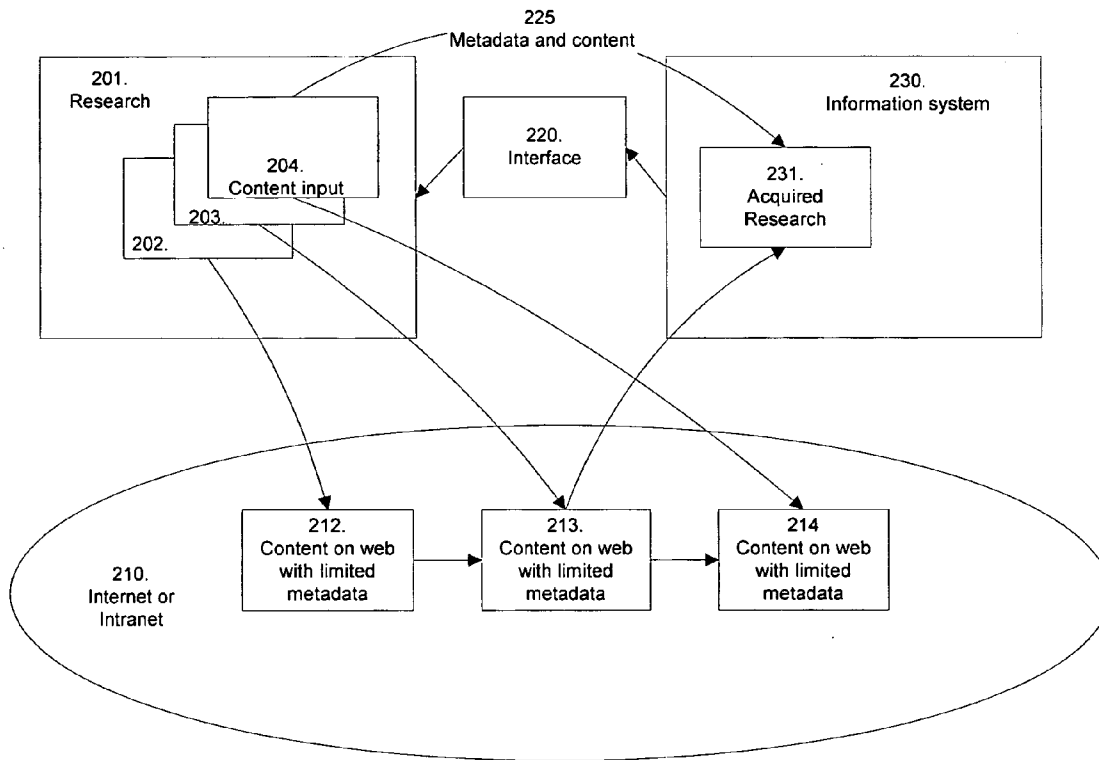 225
Metadata and content
201.
Research
204.
Content input
203.
202.
220.
Interface
230.
Information system
231.
Acquired
Research
210.
Internet or
Intranet
212.
Content on web
with limited
metadata
213.
Content on web
with limited
metadata
214
Content on web
with limited
metadata